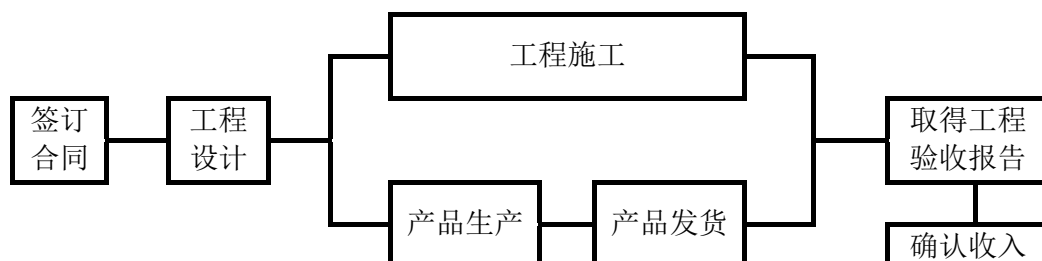 签订
合同
工程
设计
工程施工
产品生产
产品发货
取得工程
验收报告
确认收入